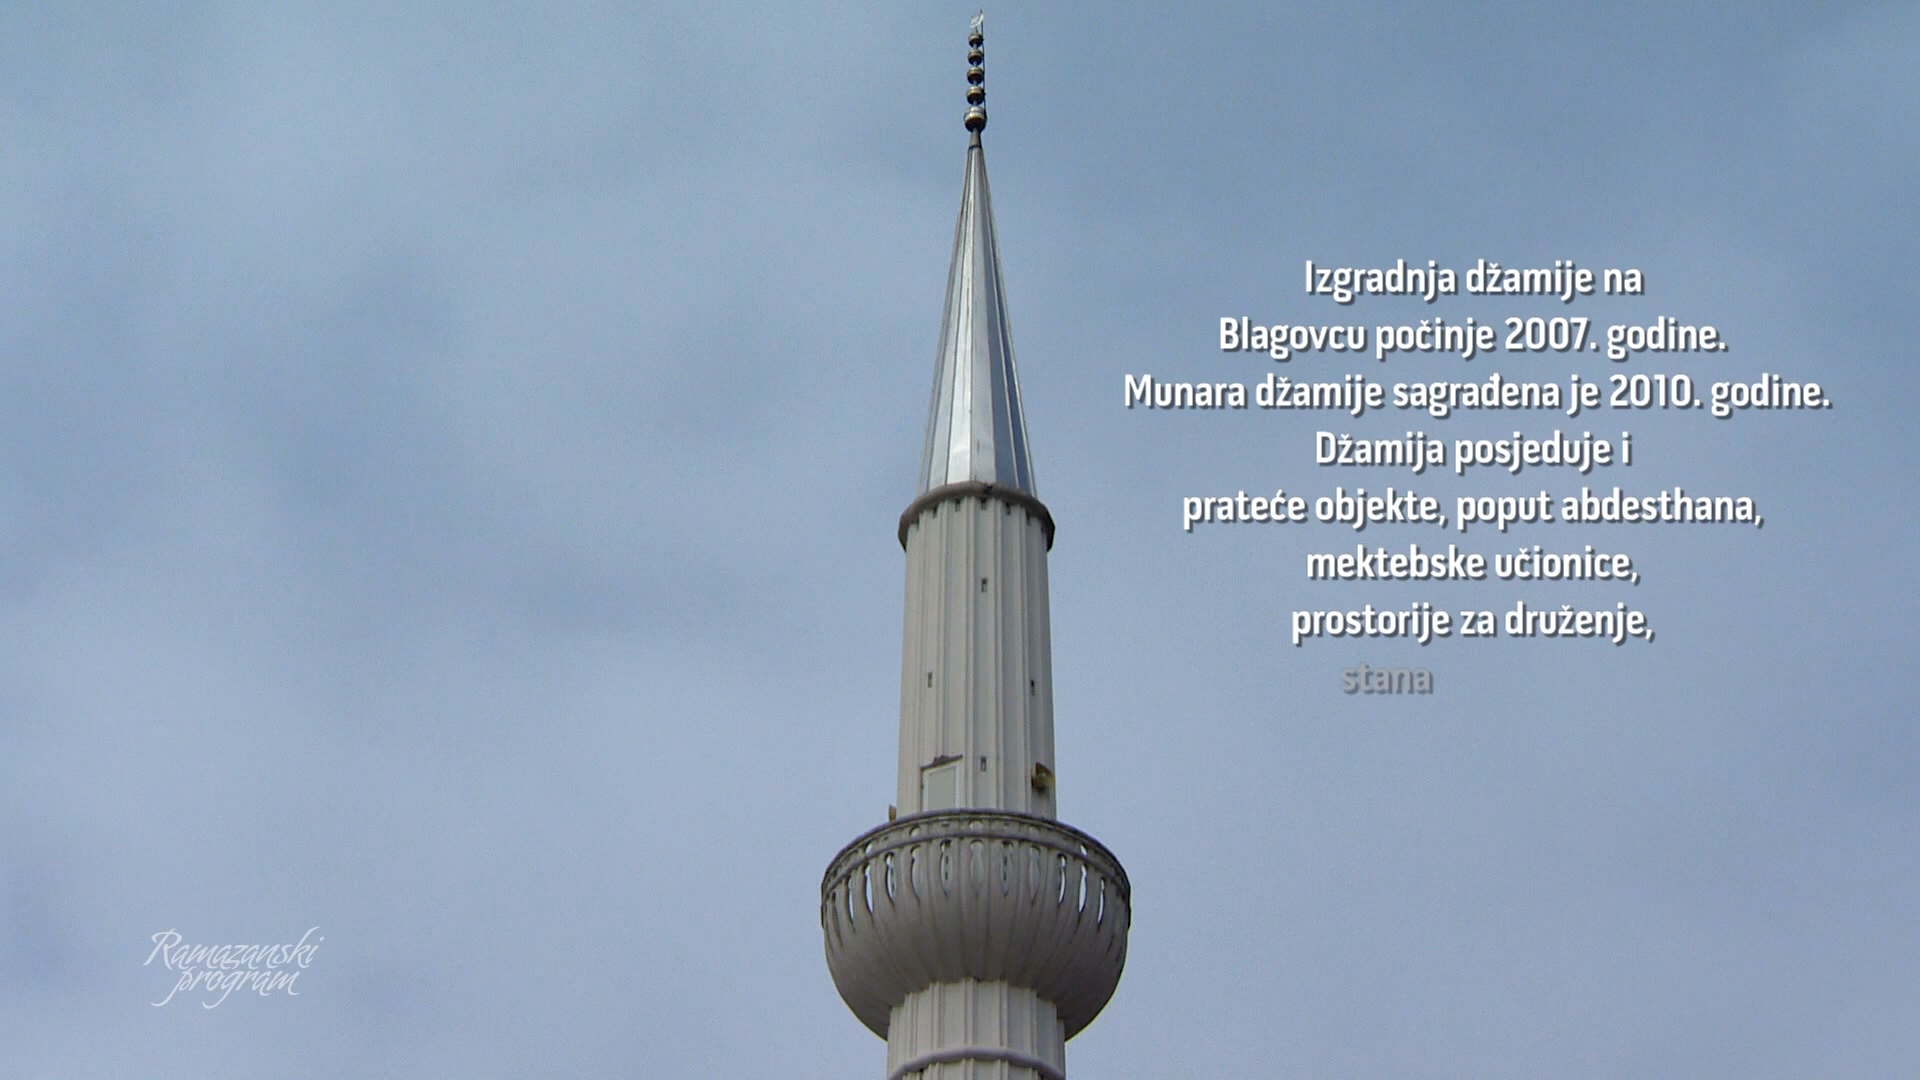 Izgradnja džamije na
Blagovcu počinje 2007. godine.
Munara džamije sagrađena je 2010. godine.
Džamija posjeduje i
prateće objekte, poput abdesthana,
mektebske učionice,
prostorije za druženje,
stana
Ramazanski
program